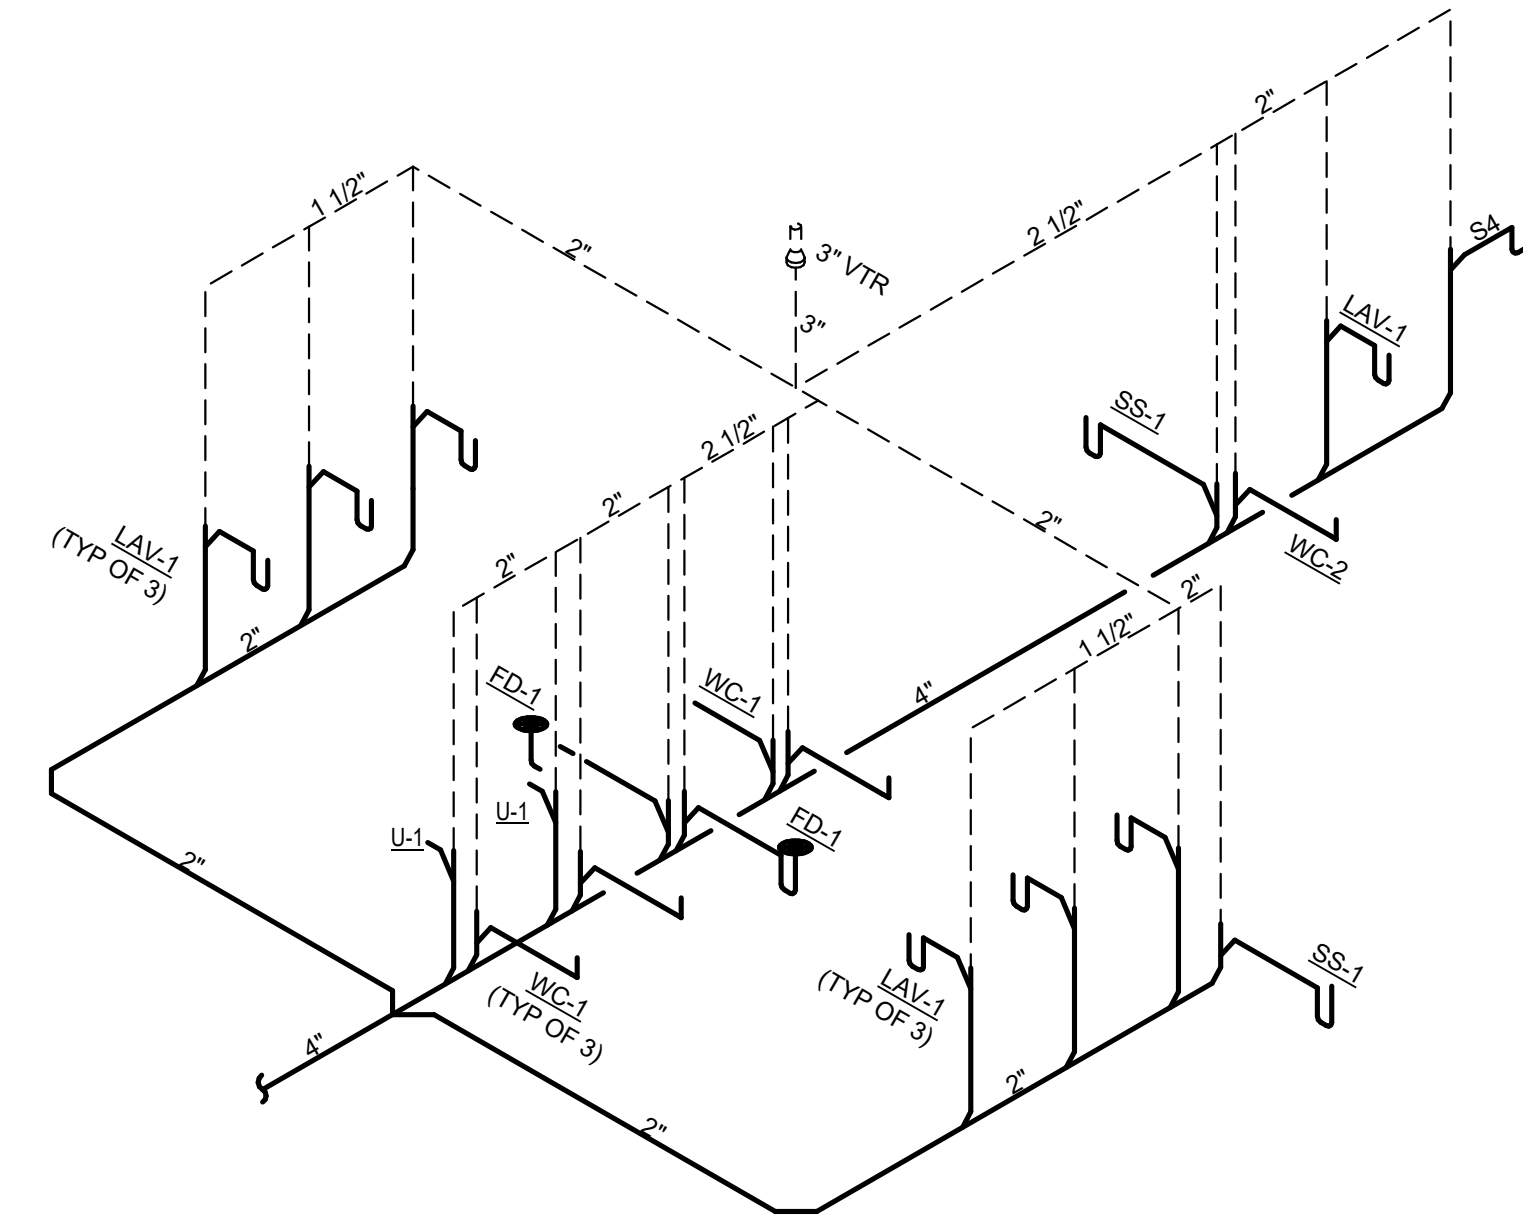 2"
1 1/2"
2"
2 1/2"
3" VTR
3"
S4
LAV-1
SS-1
2 1/2"
2"
2"
LAV-1
(TYP OF 3)
2"
2"
WC-2
2"
1 1/2"
FD-1
WC-1
4"
U-1
FD-1
U-1
2"
WC-1
(TYP OF 3)
LAV-1
(TYP OF 3)
SS-1
4"
2"
2"